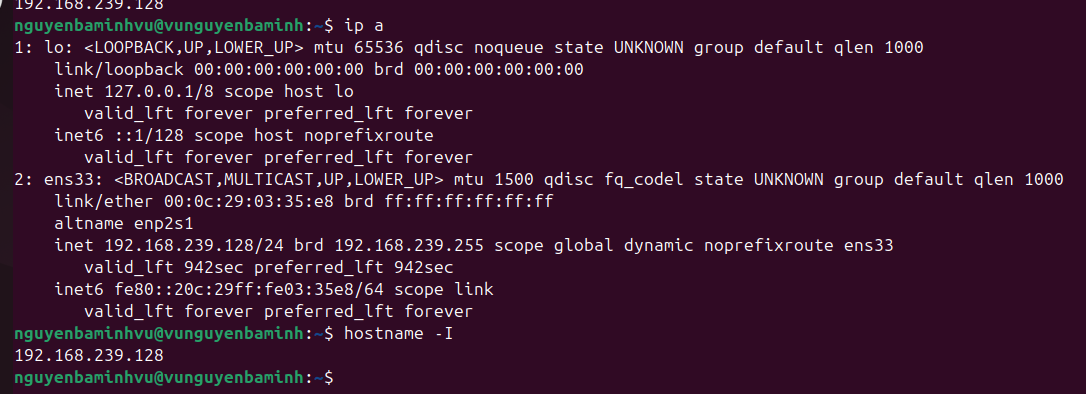 192.168.239.128
nguyenbaminhvu@vunguyenbaminh:~$ ip a
1: lo: <LOOPBACK,UP,LOWER_UP> mtu 65536 qdisc noqueue state UNKNOWN group default qlen 1000
    link/loopback 00:00:00:00:00:00 brd 00:00:00:00:00:00
    inet 127.0.0.1/8 scope host lo
       valid_lft forever preferred_lft forever
    inet6 ::1/128 scope host noprefixroute
       valid_lft forever preferred_lft forever
2: ens33: <BROADCAST,MULTICAST,UP,LOWER_UP> mtu 1500 qdisc fq_codel state UNKNOWN group default qlen 1000
    link/ether 00:0c:29:03:35:e8 brd ff:ff:ff:ff:ff:ff
    altname enp2s1
    inet 192.168.239.128/24 brd 192.168.239.255 scope global dynamic noprefixroute ens33
       valid_lft 942sec preferred_lft 942sec
    inet6 fe80::20c:29ff:fe03:35e8/64 scope link
       valid_lft forever preferred_lft forever
nguyenbaminhvu@vunguyenbaminh:~$ hostname -I
192.168.239.128
nguyenbaminhvu@vunguyenbaminh:~$